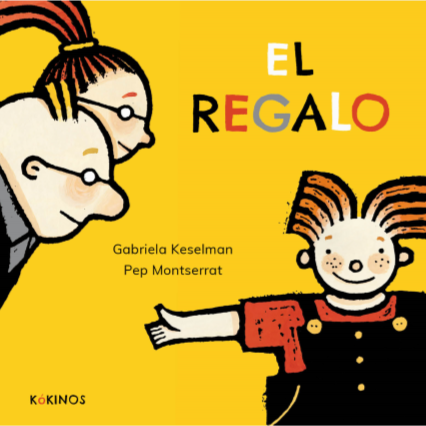 EL
REGALO
Gabriela Keselman
Pep Montserrat
KóKINOS